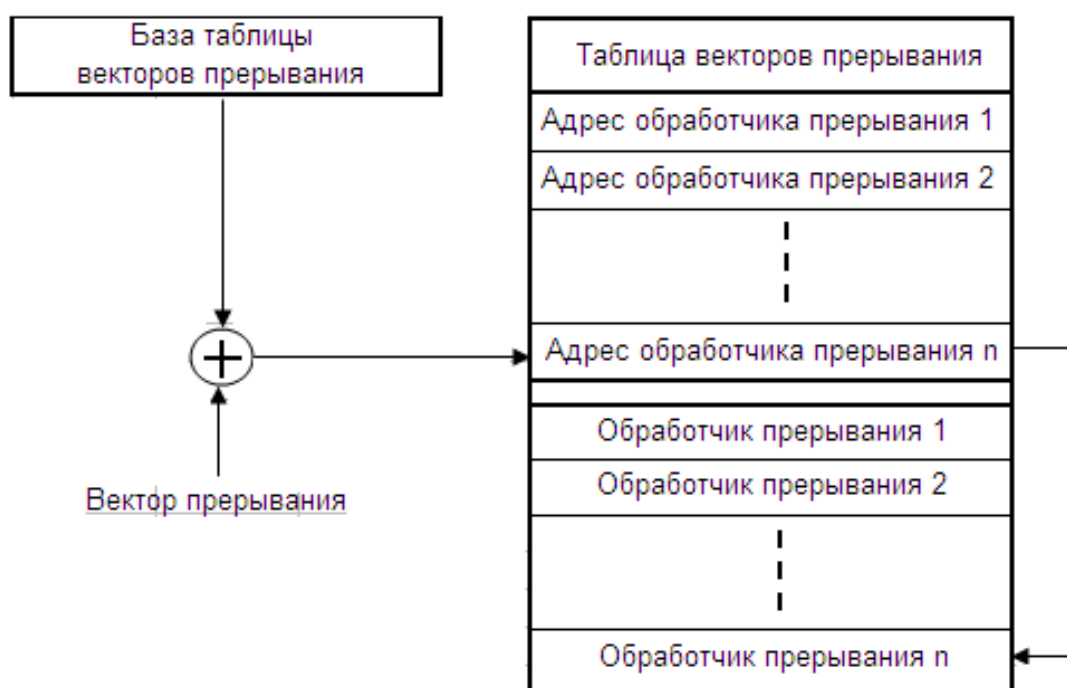 База таблицы
векторов прерывания
Таблица векторов прерывания
Адрес обработчика прерывания 1
Адрес обработчика прерывания 2
Адрес обработчика прерывания n
Вектор прерывания
Обработчик прерывания 1
Обработчик прерывания 2
Обработчик прерывания n